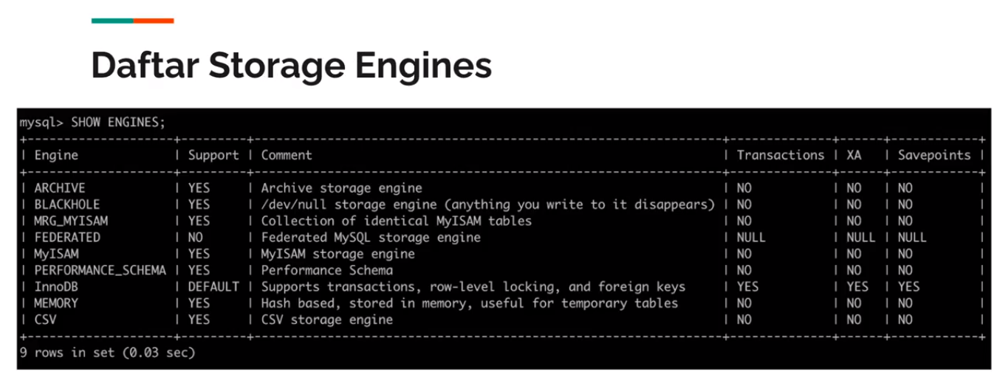 Daftar Storage Engines
mysql> SHOW ENGINES;
+--------------------+---------+----------------------------------------------------------------+--------------+------+------------+
| Engine             | Support | Comment                                                        | Transactions | XA   | Savepoints |
+--------------------+---------+----------------------------------------------------------------+--------------+------+------------+
| ARCHIVE            | YES     | Archive storage engine                                         | NO           | NO   | NO         |
| BLACKHOLE          | YES     | /dev/null storage engine (anything you write to it disappears) | NO           | NO   | NO         |
| MRG_MYISAM         | YES     | Collection of identical MyISAM tables                          | NO           | NO   | NO         |
| FEDERATED          | NO      | Federated MySQL storage engine                                 | NULL         | NULL | NULL       |
| MyISAM             | YES     | MyISAM storage engine                                          | NO           | NO   | NO         |
| PERFORMANCE_SCHEMA | YES     | Performance Schema                                             | NO           | NO   | NO         |
| InnoDB             | DEFAULT | Supports transactions, row-level locking, and foreign keys     | YES          | YES  | YES        |
| MEMORY             | YES     | Hash based, stored in memory, useful for temporary tables      | NO           | NO   | NO         |
| CSV                | YES     | CSV storage engine                                             | NO           | NO   | NO         |
+--------------------+---------+----------------------------------------------------------------+--------------+------+------------+
9 rows in set (0.03 sec)